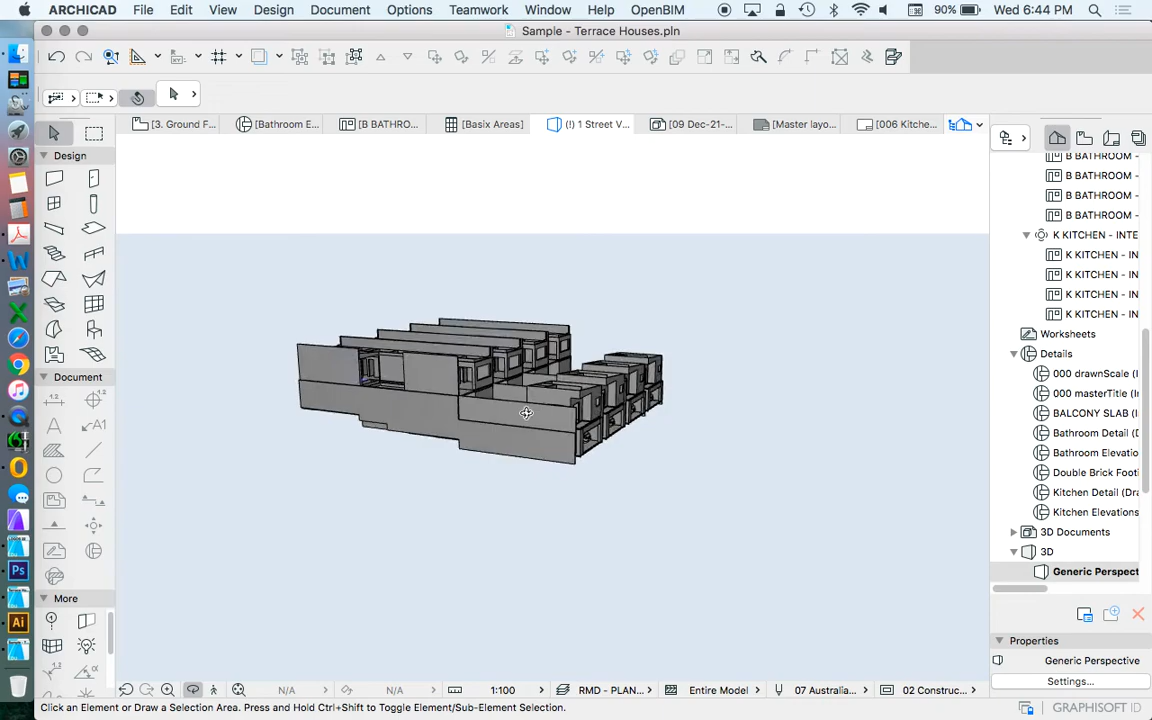 ARCHICAD File Edit View Design Document Options Teamwork Window Help OpenBIM 90% Wed 6:44 PM
Sample - Terrace Houses.pln
[3. Ground F... [Bathroom E... [B BATHRO... [Basix Areas] (!) 1 Street V... [09 Dec-21-... [Master layo... [006 Kitche...
Design
Document
More
B BATHROOM -
B BATHROOM -
B BATHROOM -
B BATHROOM -
K KITCHEN - INTE
K KITCHEN - IN
K KITCHEN - IN
K KITCHEN - IN
K KITCHEN - IN
Worksheets
Details
000 drawnScale (I
000 masterTitle (I
BALCONY SLAB (I
Bathroom Detail (D
Bathroom Elevatio
Double Brick Footi
Kitchen Detail (Dra
Kitchen Elevations
3D Documents
3D
Generic Perspect
Properties
Generic Perspective
Settings...
N/A N/A 1:100 RMD - PLAN... Entire Model 07 Australia... 02 Construc...
Click an Element or Draw a Selection Area. Press and Hold Ctrl+Shift to Toggle Element/Sub-Element Selection.
GRAPHISOFT ID